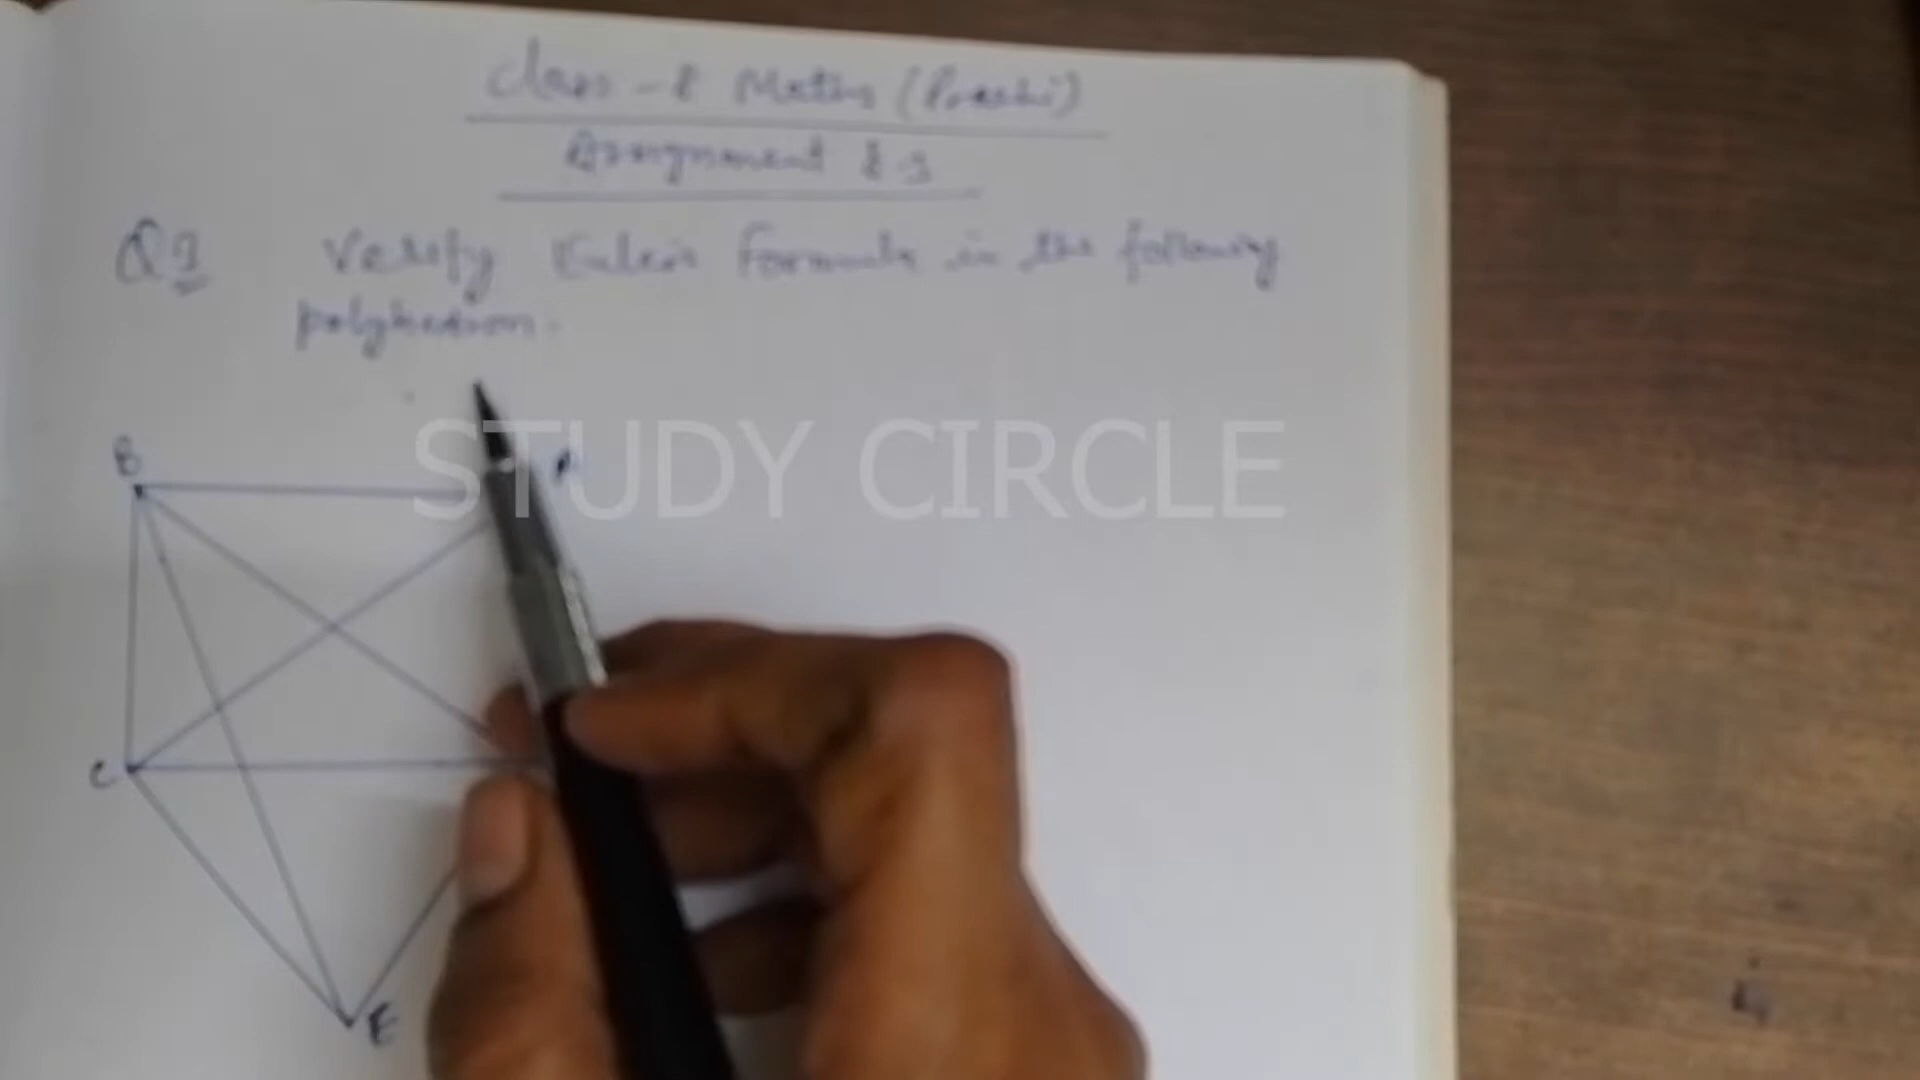 Class - 8 Maths (Prachi)
Assignment 8.1
Q1 Verify Euler's Formula in the following
polyhedron.
STUDY CIRCLE
B
A
C
E